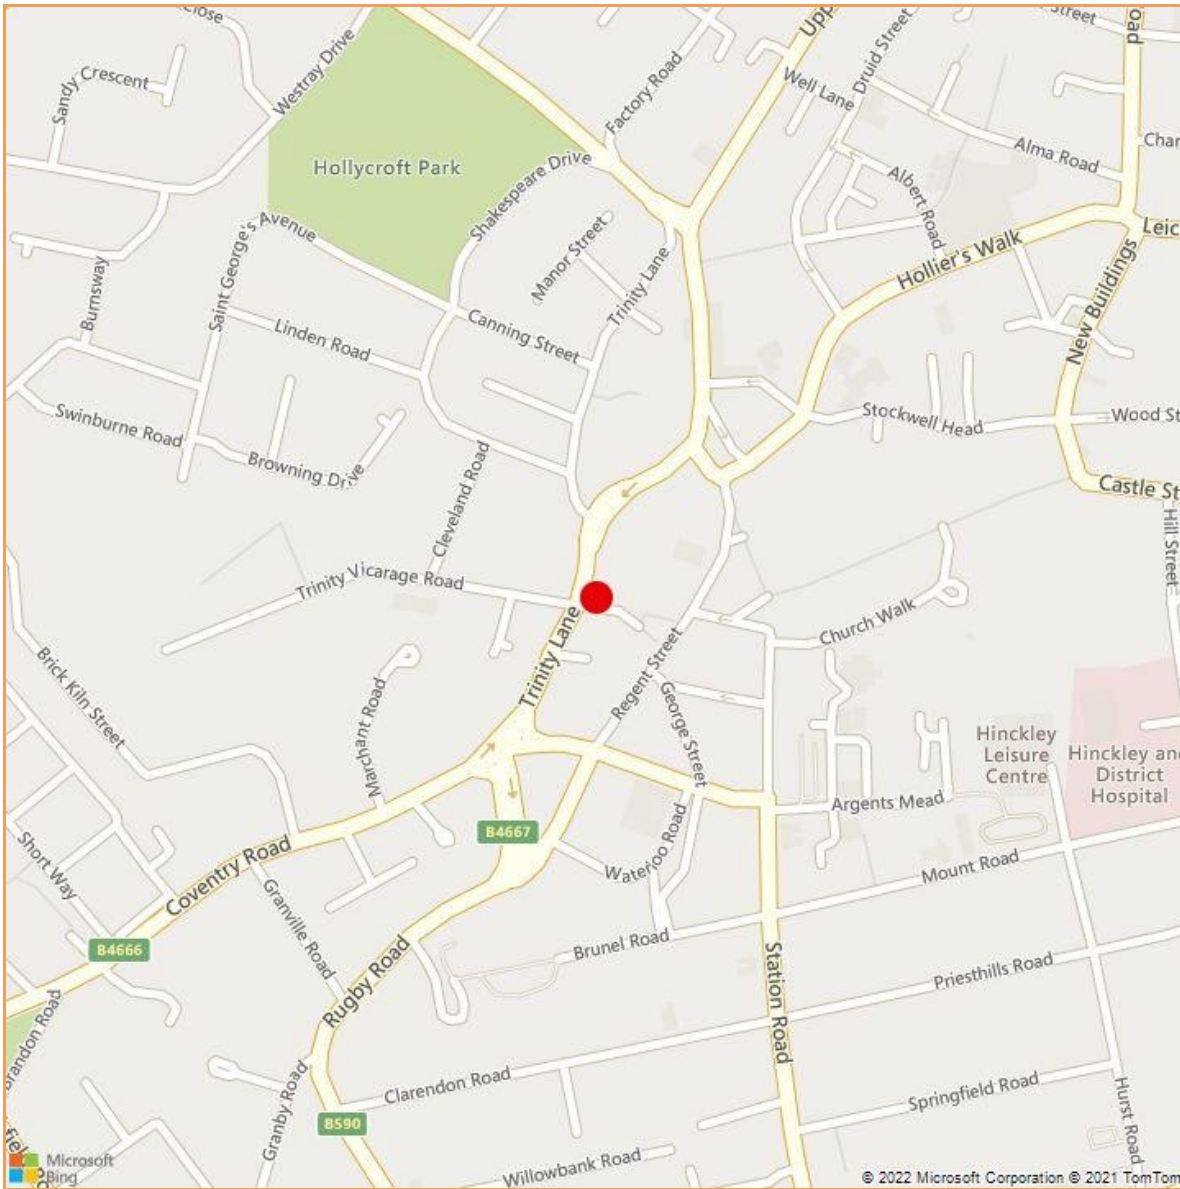 Close
Upp
Street
Road
Druid Street
Westray Drive
Sandy Crescent
Factory Road
Well Lane
Alma Road
Char
Hollycroft Park
Shakespeare Drive
Albert Road
Saint George's Avenue
Manor Street
Trinity Lane
Hollier's Walk
Leic
Burnsway
Linden Road
Canning Street
New Buildings
Swinburne Road
Browning Drive
Stockwell Head
Wood St
Cleveland Road
Castle St
Hill Street
Trinity Vicarage Road
Trinity Lane
Church Walk
Regent Street
Brick Kiln Street
Marchant Road
George Street
Hinckley
Leisure
Centre
Hinckley and
District
Hospital
Argents Mead
B4667
Short Way
Coventry Road
Waterloo Road
Mount Road
Granville Road
B4666
Brunel Road
Rugby Road
Station Road
Priesthills Road
Brandon Road
Clarendon Road
Granby Road
Springfield Road
Hurst Road
B590
field Ro
Willowbank Road
Microsoft
Bing
© 2022 Microsoft Corporation © 2021 TomTom